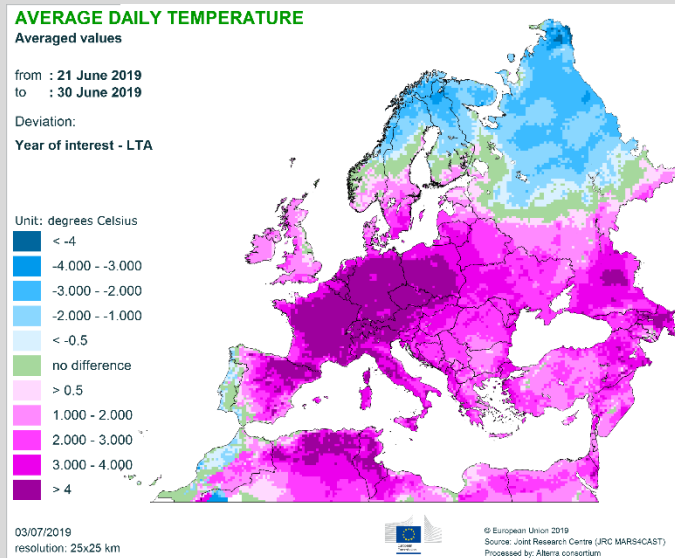 AVERAGE DAILY TEMPERATURE
Averaged values
from : 21 June 2019
to : 30 June 2019
Deviation:
Year of interest - LTA
Unit: degrees Celsius
< -4
-4.000 - -3.000
-3.000 - -2.000
-2.000 - -1.000
< -0.5
no difference
> 0.5
1.000 - 2.000
2.000 - 3.000
3.000 - 4.000
> 4
03/07/2019
resolution: 25x25 km
© European Union 2019
Source: Joint Research Centre (JRC MARS4CAST)
Processed by: Alterra consortium